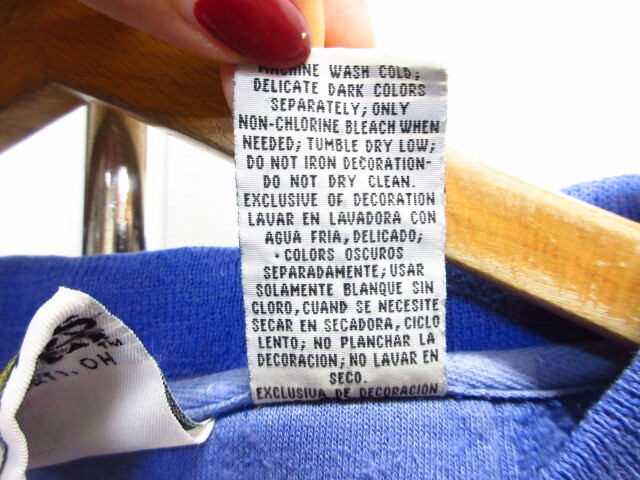 MACHINE WASH COLD;
DELICATE DARK COLORS
SEPARATELY; ONLY
NON-CHLORINE BLEACH WHEN
NEEDED; TUMBLE DRY LOW;
DO NOT IRON DECORATION-
DO NOT DRY CLEAN.
EXCLUSIVE OF DECORATION
LAVAR EN LAVADORA CON
AGUA FRIA, DELICADO;
COLORS OSCUROS
SEPARADAMENTE; USAR
SOLAMENTE BLANQUE SIN
CLORO, CUANDO SE NECESITE
SECAR EN SECADORA, CICLO
LENTO; NO PLANCHAR LA
DECORACION; NO LAVAR EN
SECO.
EXCLUSIVA DE DECORACION
TM
, OH